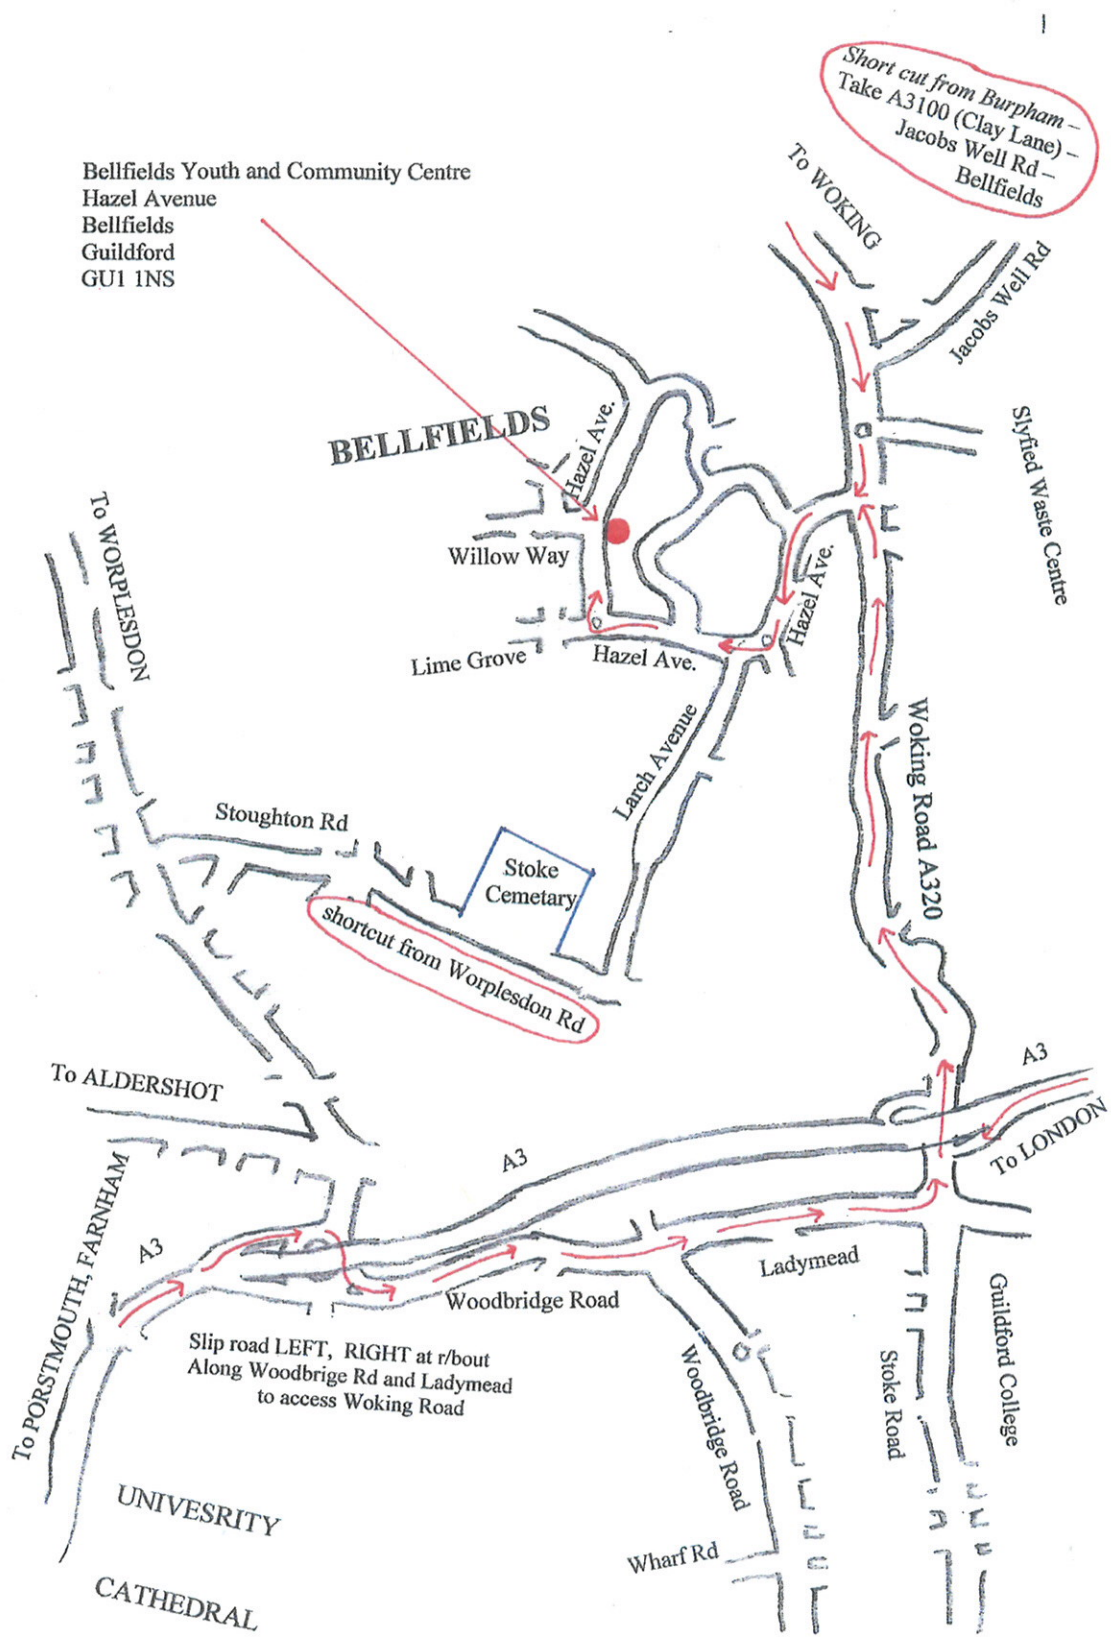 Short cut from Burpham –
Take A3100 (Clay Lane) –
Jacobs Well Rd –
Bellfields
To WOKING
Bellfields Youth and Community Centre
Hazel Avenue
Bellfields
Guildford
GU1 1NS
Jacobs Well Rd
BELLFIELDS
Hazel Ave.
Slyfied Waste Centre
To WORPLESDON
Willow Way
Hazel Ave.
Lime Grove
Hazel Ave.
Larch Avenue
Woking Road A320
Stoughton Rd
Stoke
Cemetary
shortcut from Worplesdon Rd
A3
To ALDERSHOT
To LONDON
A3
To PORSTMOUTH, FARNHAM
A3
Ladymead
Woodbridge Road
Slip road LEFT, RIGHT at r/bout
Along Woodbrige Rd and Ladymead
to access Woking Road
Guildford College
Stoke Road
Woodbridge Road
UNIVESRITY
Wharf Rd
CATHEDRAL